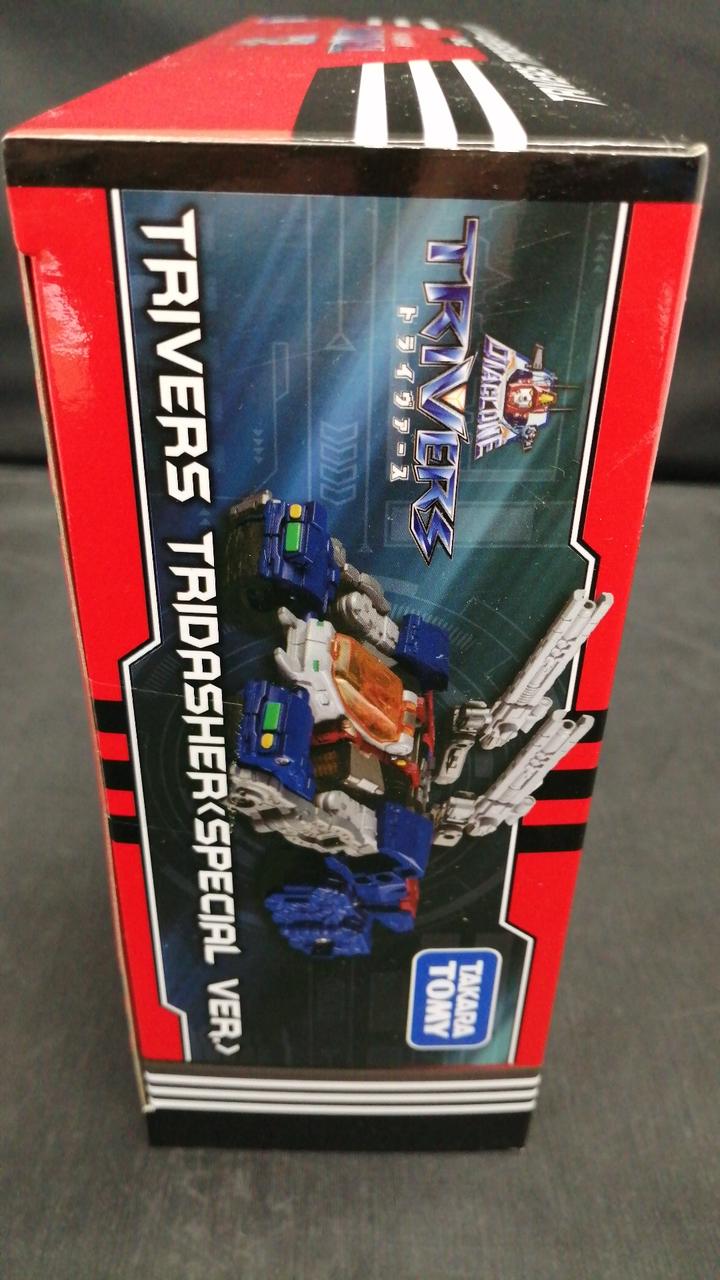 DIACLONE
TRIVERS
トライヴァース
TRIVERS TRIDASHER<SPECIAL VER.>
TAKARA
TOMY